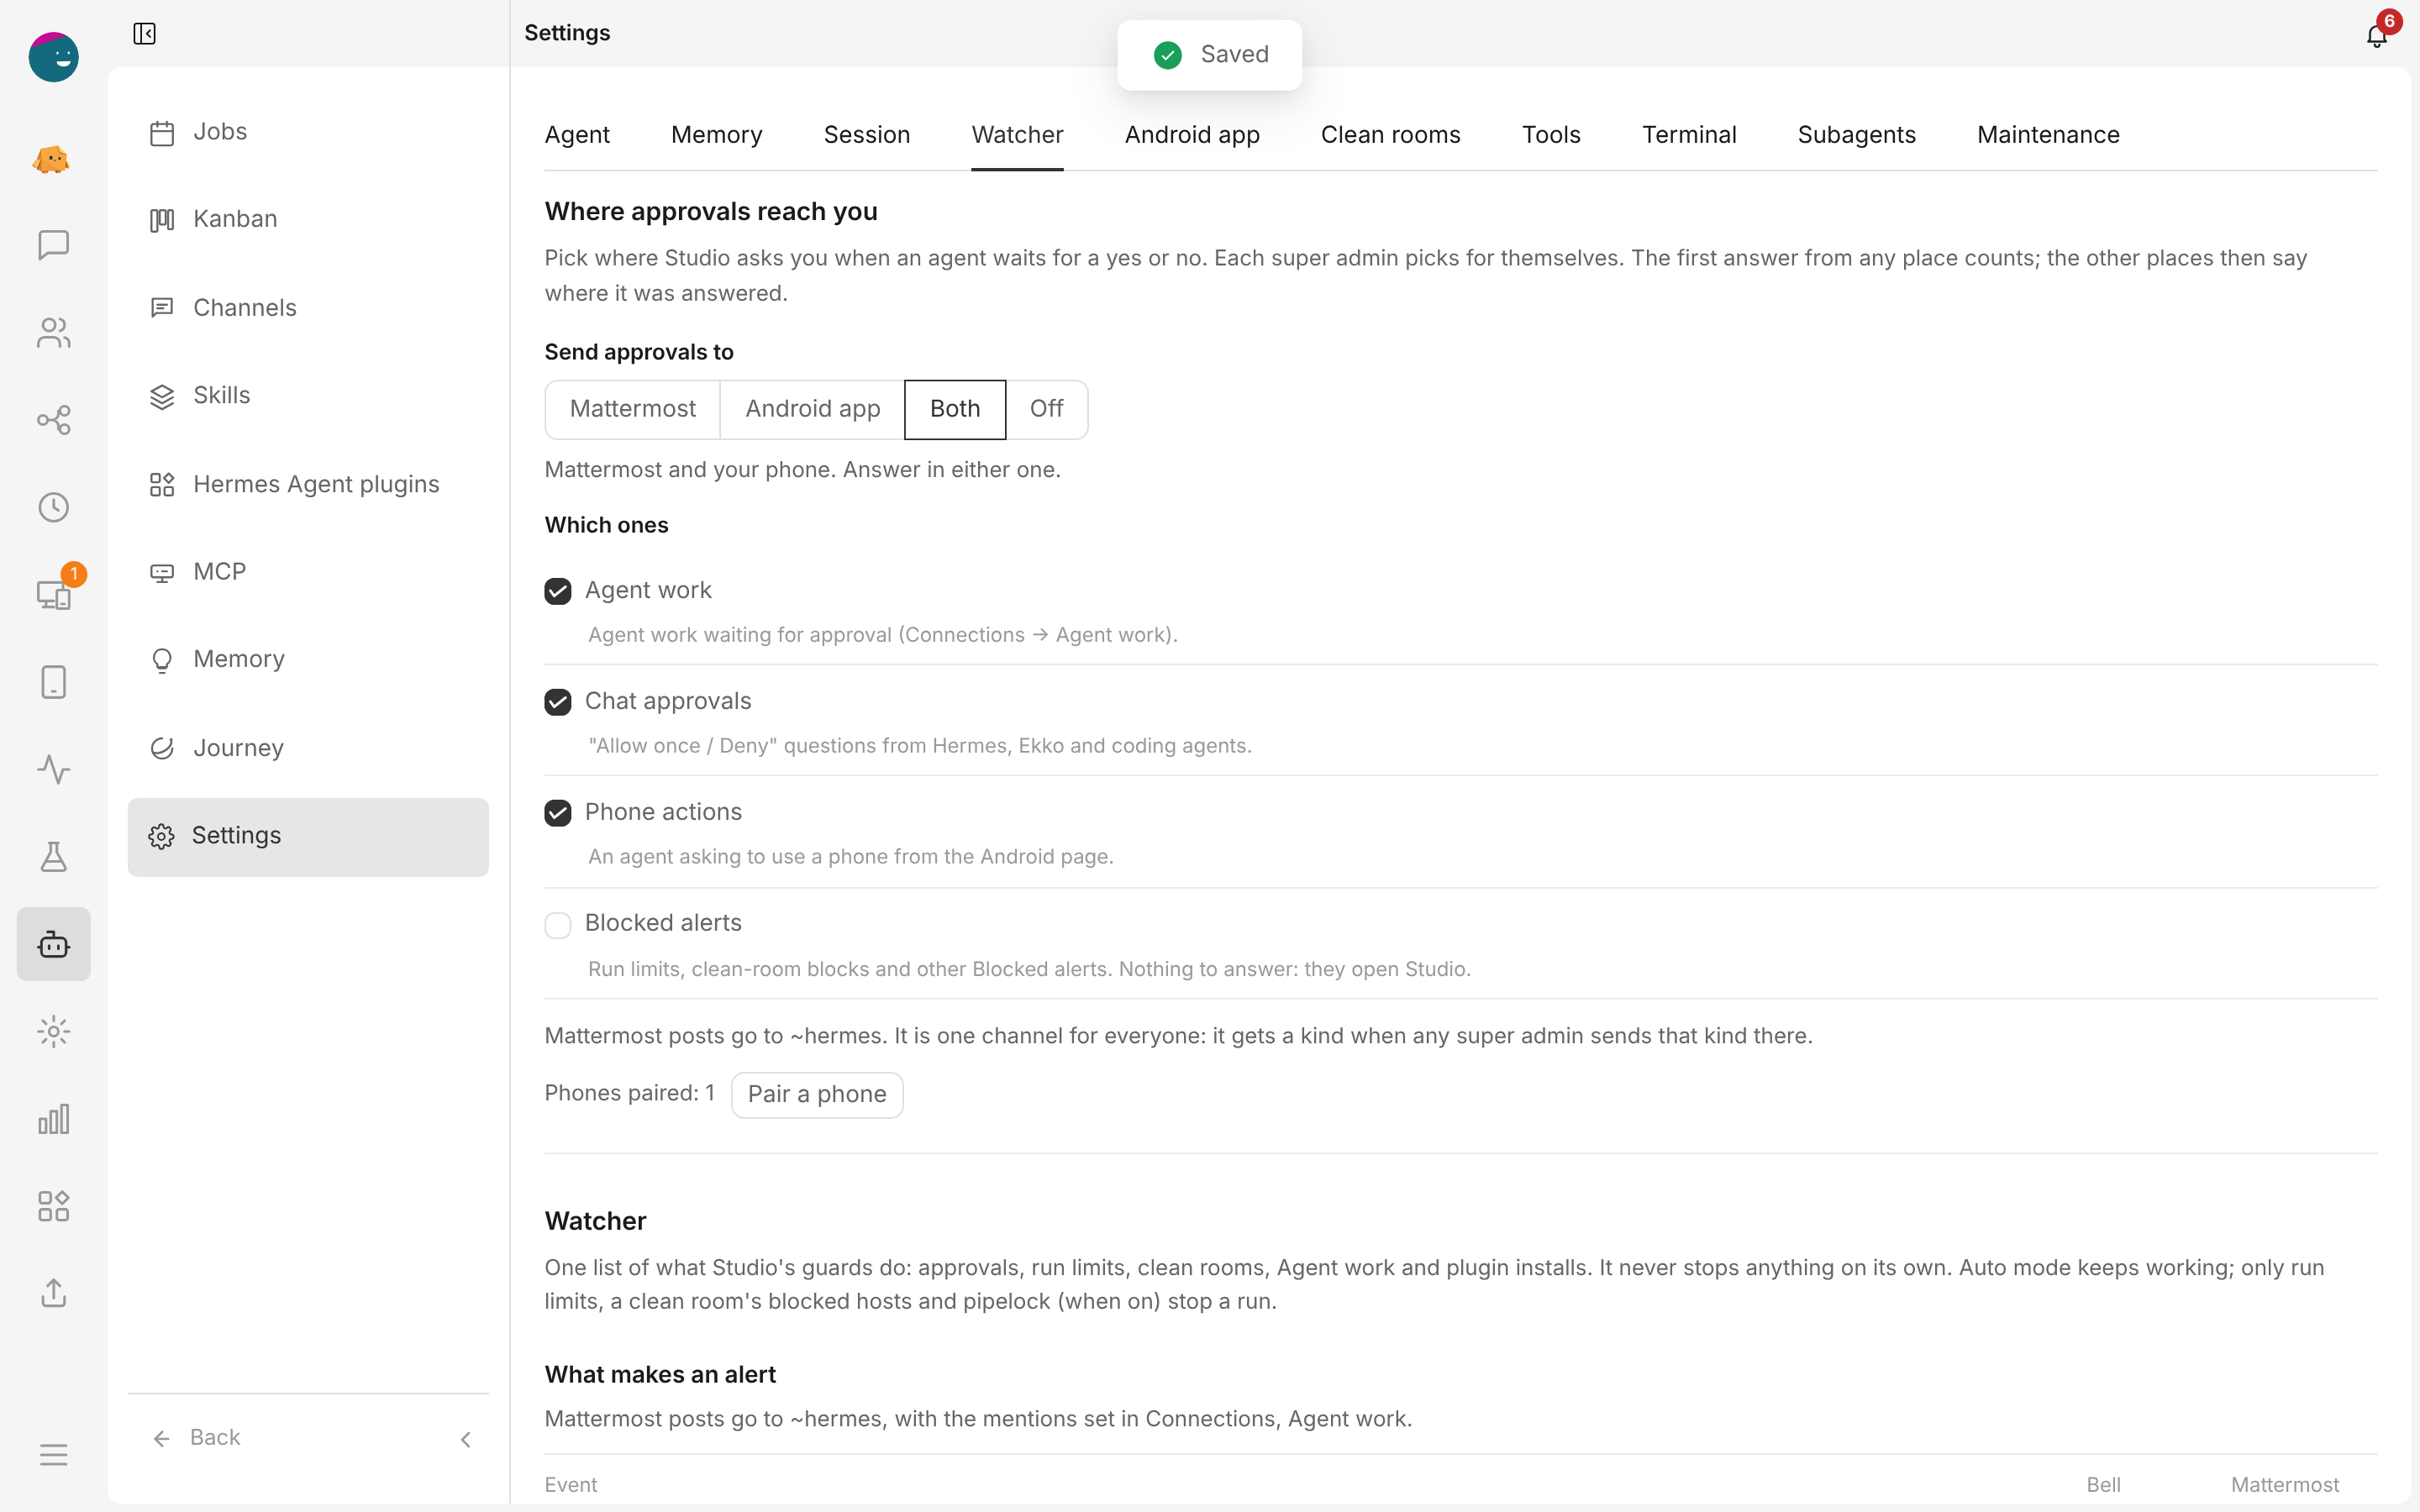 Settings
Saved
6
Jobs
Kanban
Channels
Skills
Hermes Agent plugins
MCP
Memory
Journey
Settings
Back
1
Agent Memory Session Watcher Android app Clean rooms Tools Terminal Subagents Maintenance
Where approvals reach you
Pick where Studio asks you when an agent waits for a yes or no. Each super admin picks for themselves. The first answer from any place counts; the other places then say
where it was answered.
Send approvals to
Mattermost Android app Both Off
Mattermost and your phone. Answer in either one.
Which ones
Agent work
Agent work waiting for approval (Connections → Agent work).
Chat approvals
"Allow once / Deny" questions from Hermes, Ekko and coding agents.
Phone actions
An agent asking to use a phone from the Android page.
Blocked alerts
Run limits, clean-room blocks and other Blocked alerts. Nothing to answer: they open Studio.
Mattermost posts go to ~hermes. It is one channel for everyone: it gets a kind when any super admin sends that kind there.
Phones paired: 1 Pair a phone
Watcher
One list of what Studio's guards do: approvals, run limits, clean rooms, Agent work and plugin installs. It never stops anything on its own. Auto mode keeps working; only run
limits, a clean room's blocked hosts and pipelock (when on) stop a run.
What makes an alert
Mattermost posts go to ~hermes, with the mentions set in Connections, Agent work.
Event Bell Mattermost